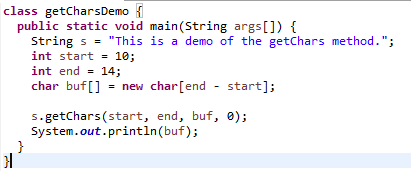 class getCharsDemo {
public static void main(String args[]) {
String s = "This is a demo of the getChars method.";
int start = 10;
int end = 14;
char buf[] = new char[end - start];
s.getChars(start, end, buf, 0);
System.out.println(buf);
}
}